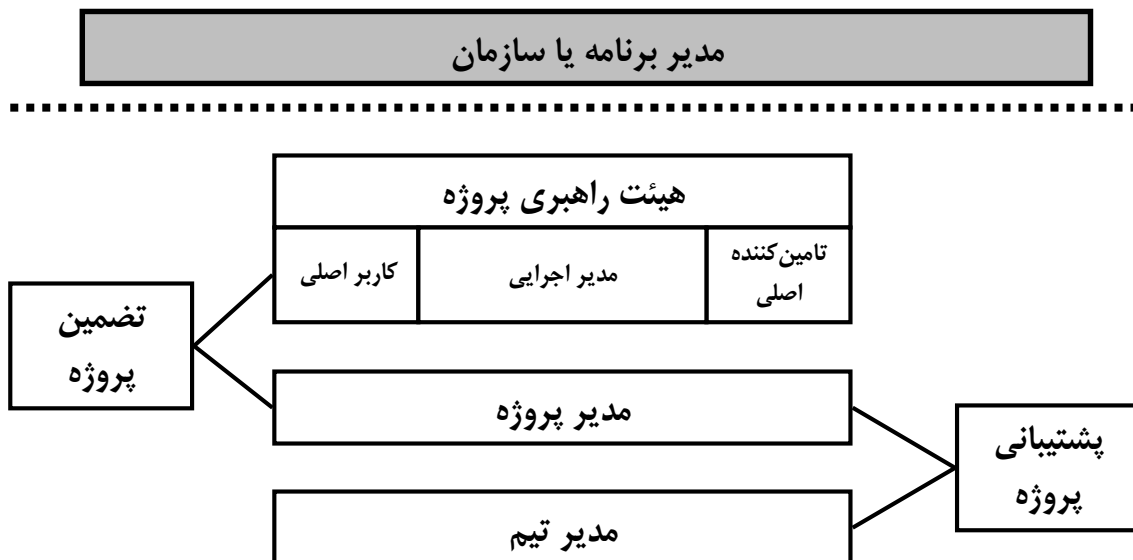 مدیر برنامه یا سازمان
هیئت راهبری پروژه
تامین‌کننده
اصلی
مدیر اجرایی
کاربر اصلی
تضمین
پروژه
مدیر پروژه
پشتیبانی
پروژه
مدیر تیم